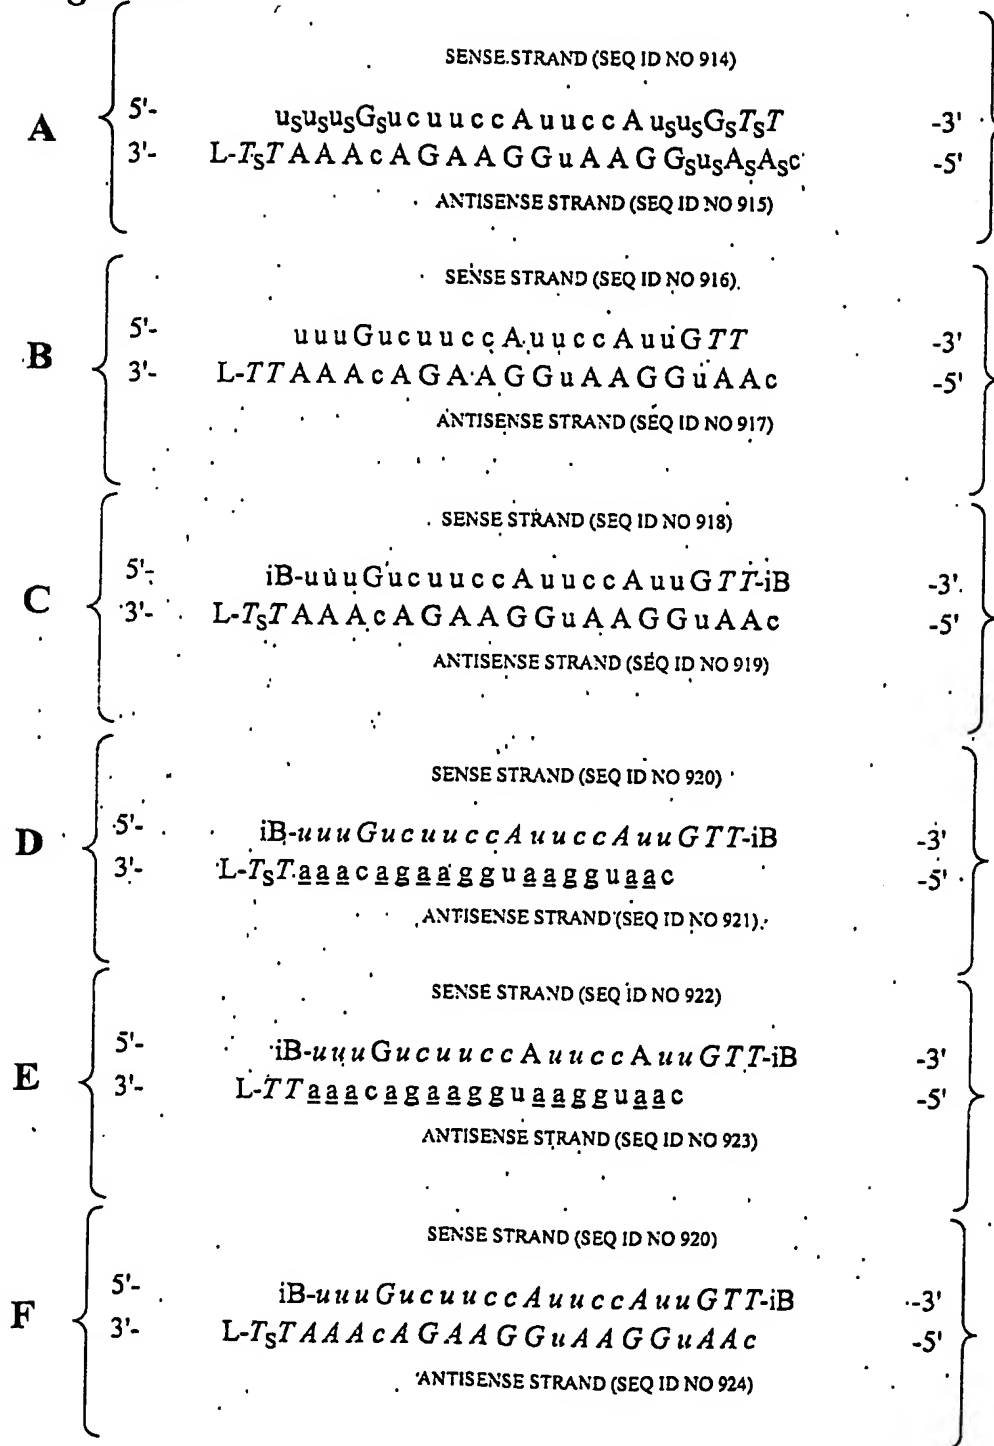 SENSE STRAND (SEQ ID NO 914)
A 5'- usususGsucuuccAuuccAususGsTsT -3'
3'- L-TsTAAAcAGAAGGuAAGGsusAsAsc -5'
ANTISENSE STRAND (SEQ ID NO 915)
SENSE STRAND (SEQ ID NO 916)
B 5'- uuuGucuuccAuuccAuuGTT -3'
3'- L-TTAAAcAGAAGGuAAGGuAAc -5'
ANTISENSE STRAND (SEQ ID NO 917)
SENSE STRAND (SEQ ID NO 918)
C 5'- iB-uuuGucuuccAuuccAuuGTT-iB -3'
3'- L-TsTAAAcAGAAGGuAAGGuAAc -5'
ANTISENSE STRAND (SEQ ID NO 919)
SENSE STRAND (SEQ ID NO 920)
D 5'- iB-uuuGucuuccAuuccAuuGTT-iB -3'
3'- L-TsTaaacagaagguaagguaac -5'
ANTISENSE STRAND (SEQ ID NO 921)
SENSE STRAND (SEQ ID NO 922)
E 5'- iB-uuuGucuuccAuuccAuuGTT-iB -3'
3'- L-TTaaacagaagguaagguaac -5'
ANTISENSE STRAND (SEQ ID NO 923)
SENSE STRAND (SEQ ID NO 920)
F 5'- iB-uuuGucuuccAuuccAuuGTT-iB -3'
3'- L-TsTAAAcAGAAGGuAAGGuAAc -5'
ANTISENSE STRAND (SEQ ID NO 924)